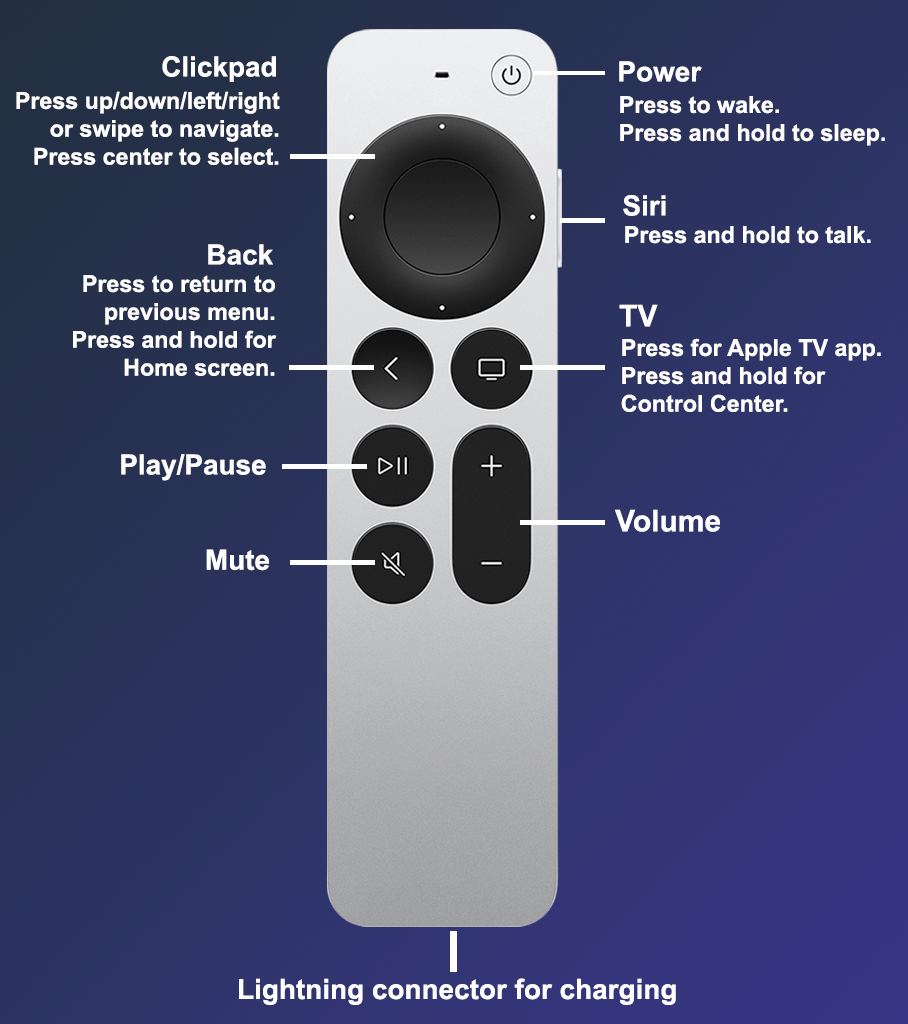 Clickpad
Press up/down/left/right
or swipe to navigate.
Press center to select.
Power
Press to wake.
Press and hold to sleep.
Siri
Press and hold to talk.
Back
Press to return to
previous menu.
Press and hold for
Home screen.
TV
Press for Apple TV app.
Press and hold for
Control Center.
Play/Pause
Volume
Mute
Lightning connector for charging